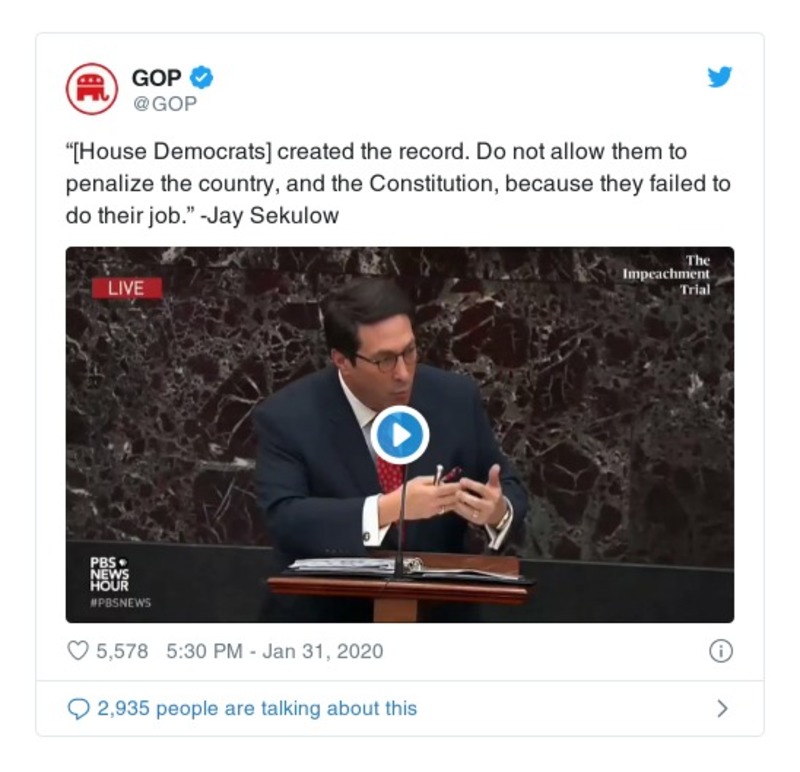 GOP
@GOP
“[House Democrats] created the record. Do not allow them to
penalize the country, and the Constitution, because they failed to
do their job.” -Jay Sekulow
LIVE
The
Impeachment
Trial
PBS
NEWS
HOUR
#PBSNEWS
5,578 5:30 PM - Jan 31, 2020
2,935 people are talking about this